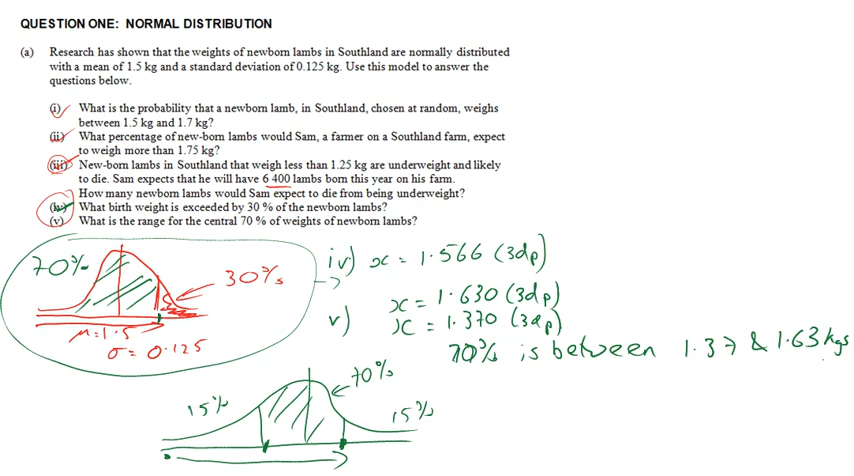 QUESTION ONE: NORMAL DISTRIBUTION
(a) Research has shown that the weights of newborn lambs in Southland are normally distributed
with a mean of 1.5 kg and a standard deviation of 0.125 kg. Use this model to answer the
questions below.
(i) What is the probability that a newborn lamb, in Southland, chosen at random, weighs
between 1.5 kg and 1.7 kg?
(ii) What percentage of new-born lambs would Sam, a farmer on a Southland farm, expect
to weigh more than 1.75 kg?
(iii) New-born lambs in Southland that weigh less than 1.25 kg are underweight and likely
to die. Sam expects that he will have 6 400 lambs born this year on his farm.
How many newborn lambs would Sam expect to die from being underweight?
(iv) What birth weight is exceeded by 30 % of the newborn lambs?
(v) What is the range for the central 70 % of weights of newborn lambs?
70%
30%
μ=1.5
σ = 0.125
iv) x = 1.566 (3dp)
x = 1.630 (3dp)
v) x = 1.370 (3dp)
70% is between 1.37 & 1.63 kgs
70%
15%
15%